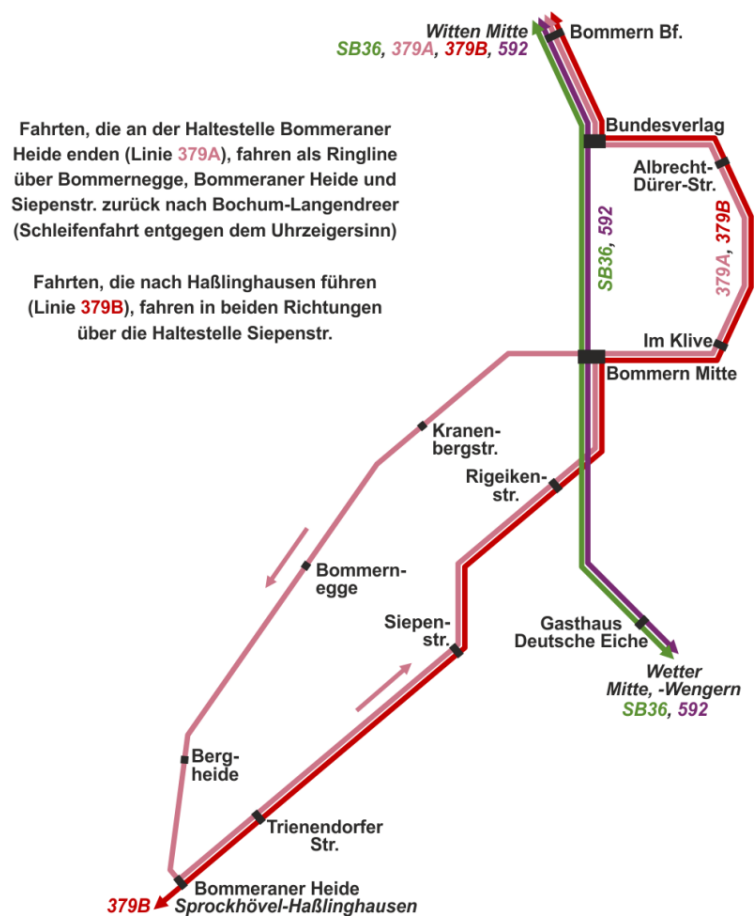 Witten Mitte
SB36, 379A, 379B, 592
Bommern Bf.
Fahrten, die an der Haltestelle Bommeraner
Heide enden (Linie 379A), fahren als Ringline
über Bommernegge, Bommeraner Heide und
Siepenstr. zurück nach Bochum-Langendreer
(Schleifenfahrt entgegen dem Uhrzeigersinn)
Fahrten, die nach Haßlinghausen führen
(Linie 379B), fahren in beiden Richtungen
über die Haltestelle Siepenstr.
Bundesverlag
Albrecht-
Dürer-Str.
SB36, 592
379A, 379B
Im Klive
Bommern Mitte
Kranen-
bergstr.
Rigeiken-
str.
Bommern-
egge
Siepen-
str.
Gasthaus
Deutsche Eiche
Wetter
Mitte, -Wengern
SB36, 592
Berg-
heide
Trienendorfer
Str.
Bommeraner Heide
379B Sprockhövel-Haßlinghausen